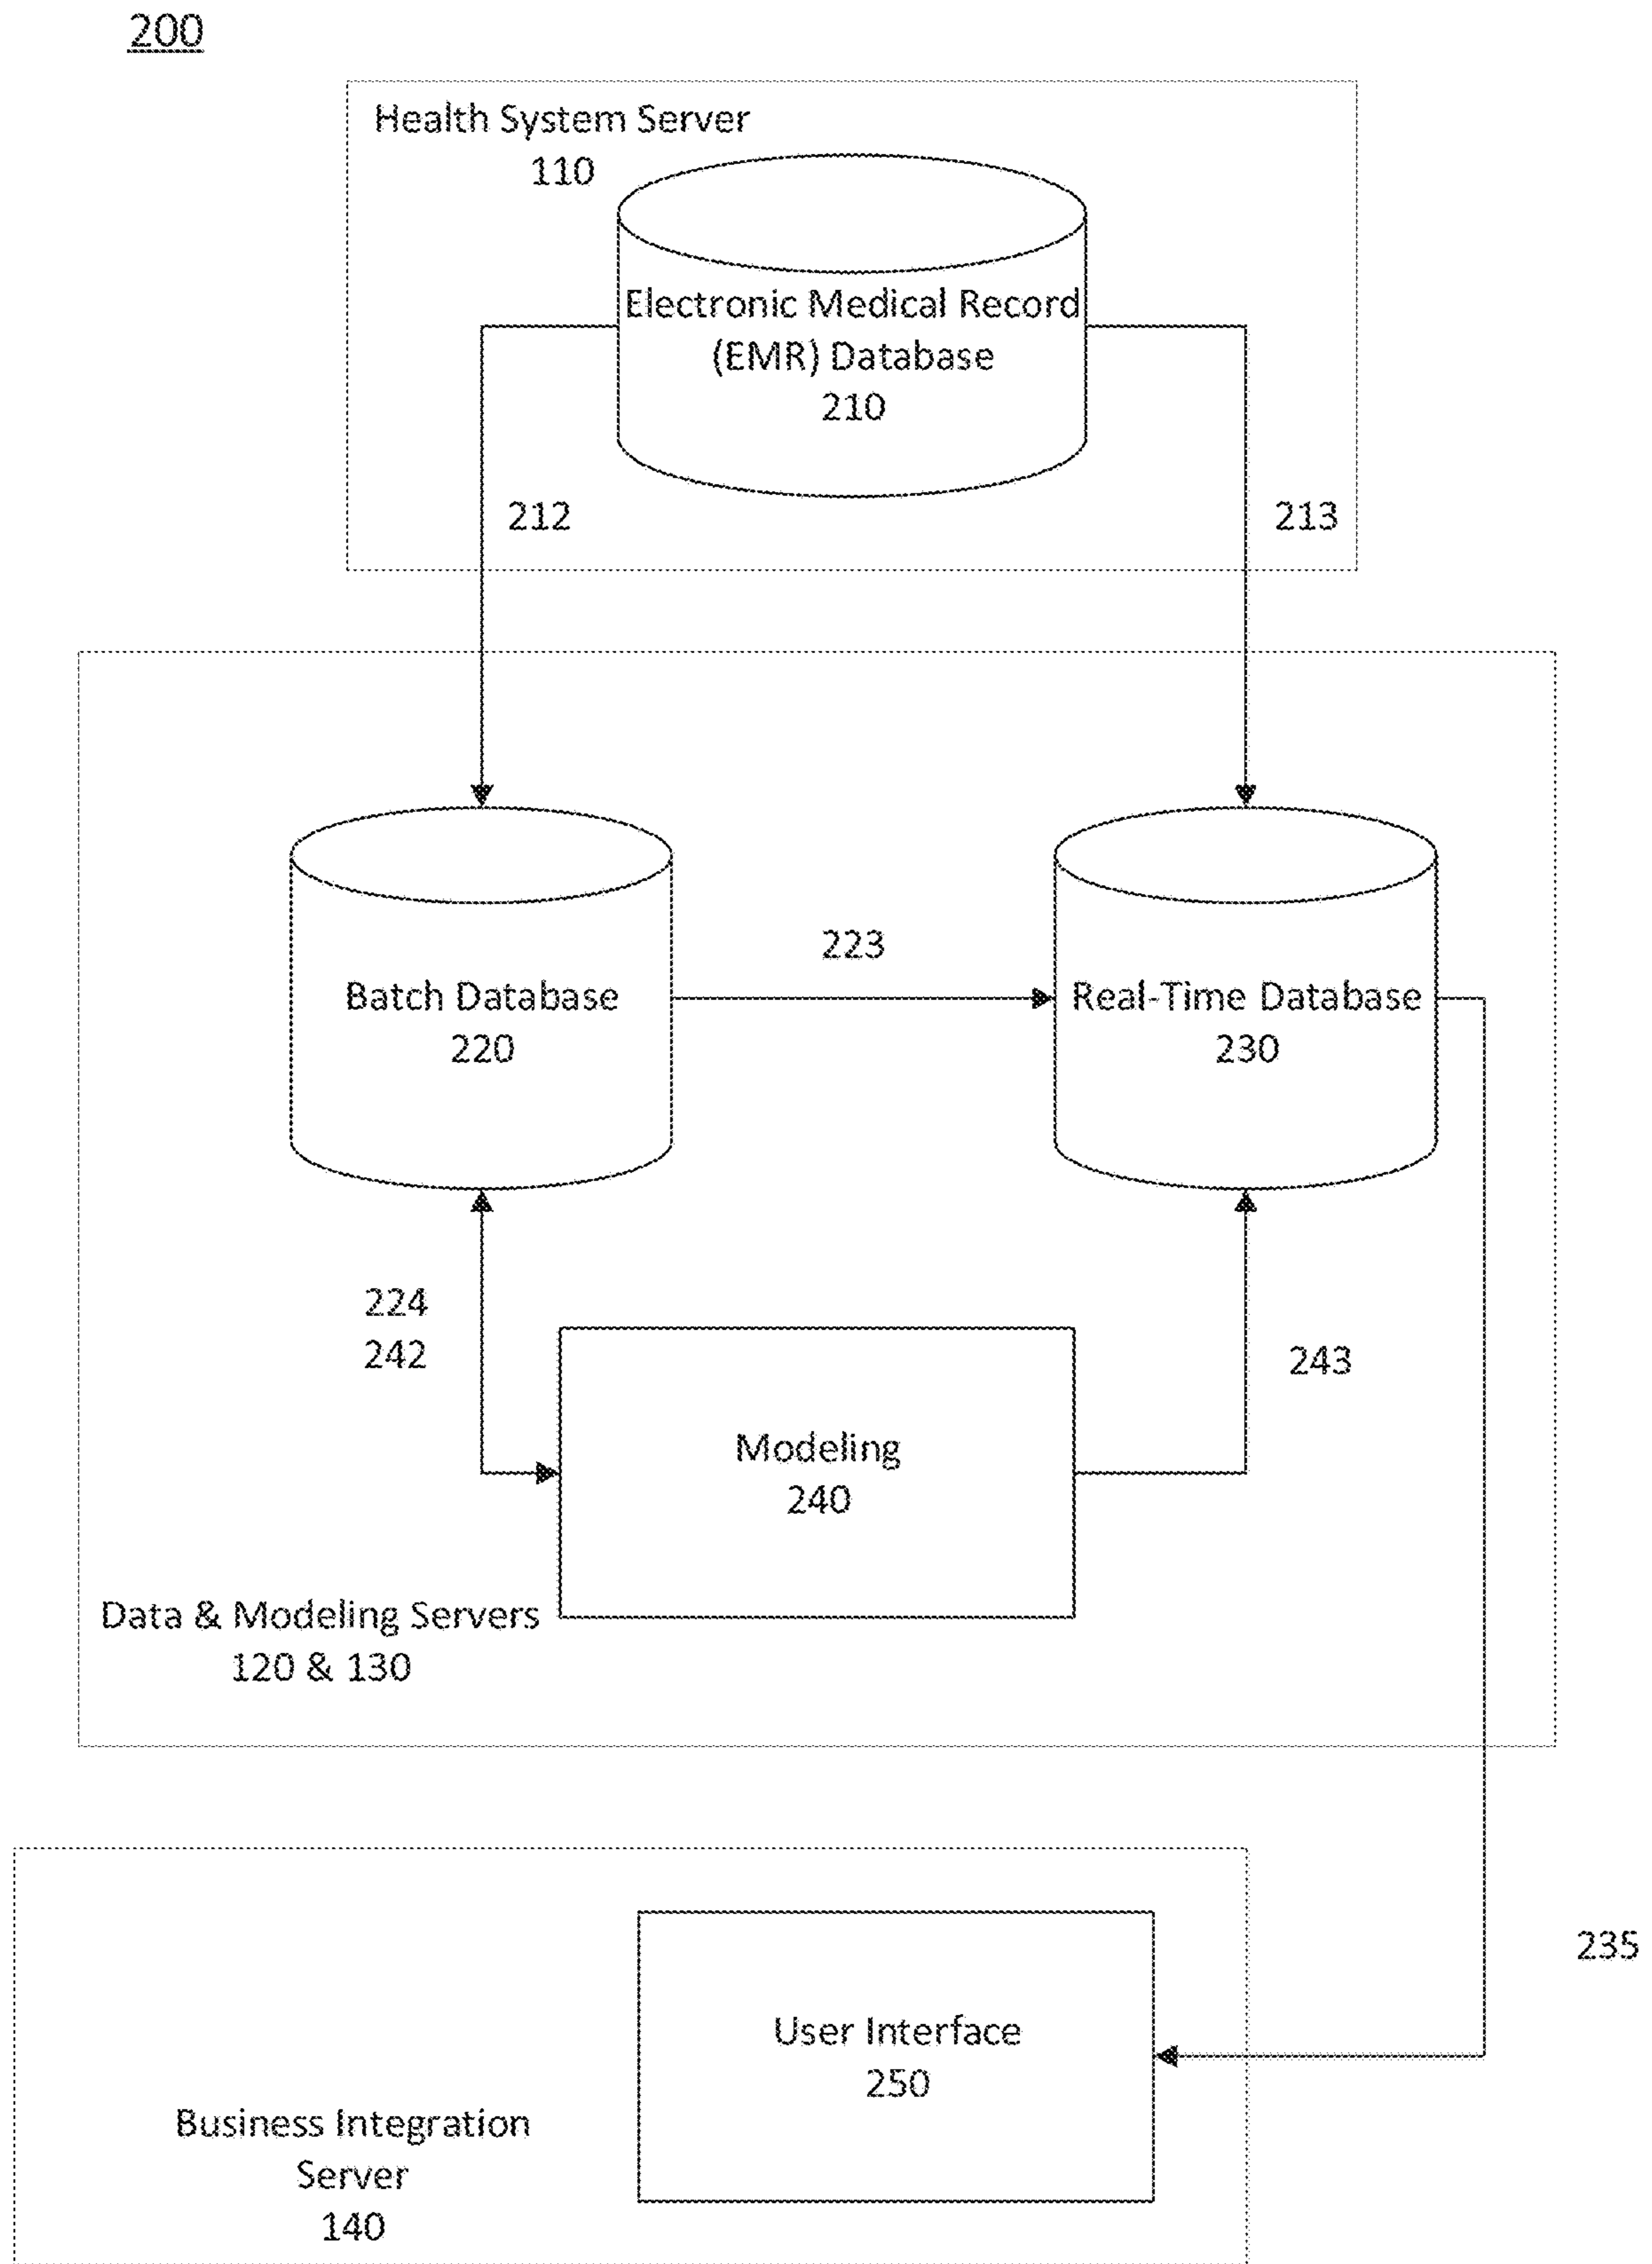 200
Health System Server
110
Electronic Medical Record
(EMR) Database
210
212
213
223
Batch Database
220
Real-Time Database
230
224
242
243
Modeling
240
Data & Modeling Servers
120 & 130
235
User Interface
250
Business Integration
Server
140